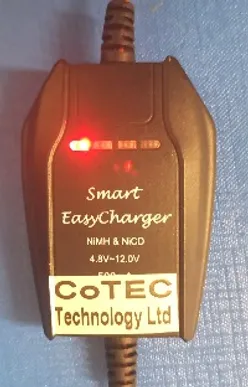 Smart
EasyCharger
NiMH & NiCD
4.8V~12.0V
CoTEC
Technology Ltd